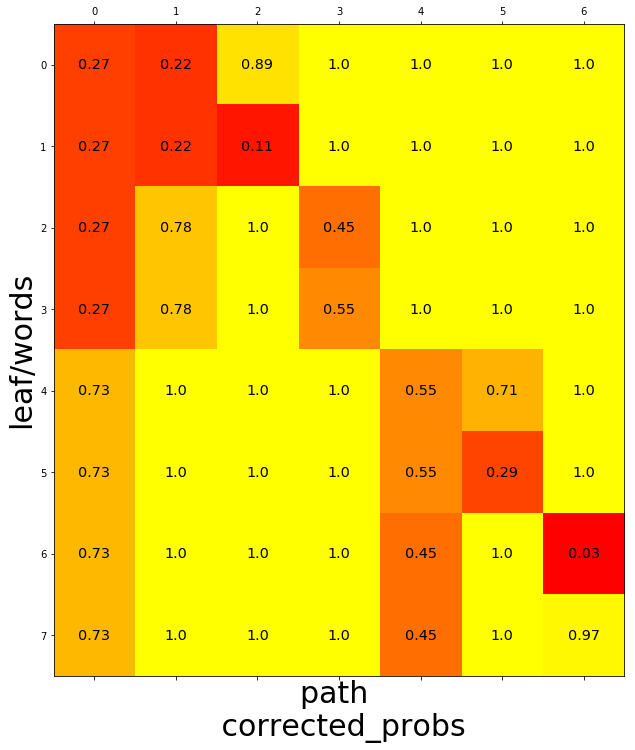 0 1 2 3 4 5 6
0 0.27 0.22 0.89 1.0 1.0 1.0 1.0
1 0.27 0.22 0.11 1.0 1.0 1.0 1.0
2 0.27 0.78 1.0 0.45 1.0 1.0 1.0
3 0.27 0.78 1.0 0.55 1.0 1.0 1.0
4 0.73 1.0 1.0 1.0 0.55 0.71 1.0
5 0.73 1.0 1.0 1.0 0.55 0.29 1.0
6 0.73 1.0 1.0 1.0 0.45 1.0 0.03
7 0.73 1.0 1.0 1.0 0.45 1.0 0.97
leaf/words
path
corrected_probs